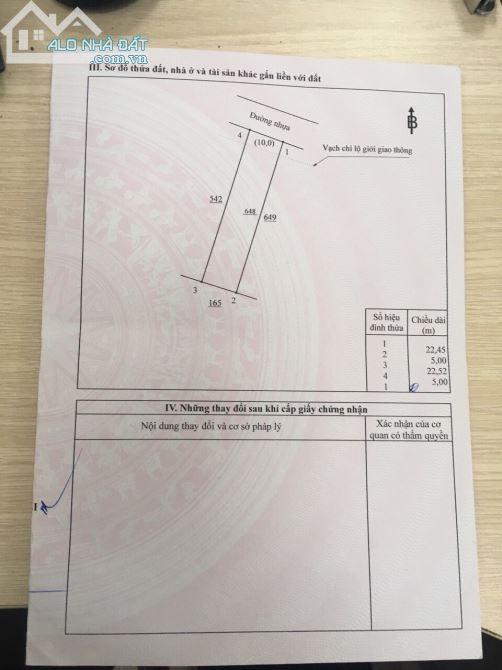 ALO NHÀ ĐẤT
III. Sơ đồ thửa đất, nhà ở và tài sản khác gắn liền với đất
Đường nhựa
B
4 (10,0) 1
Vạch chỉ lộ giới giao thông
542
648 649
3
165 2
Số hiệu đỉnh thửa Chiều dài (m)
1
22,45
2
5,00
3
22,52
4
5,00
1
IV. Những thay đổi sau khi cấp giấy chứng nhận
Nội dung thay đổi và cơ sở pháp lý Xác nhận của cơ
quan có thẩm quyền
I